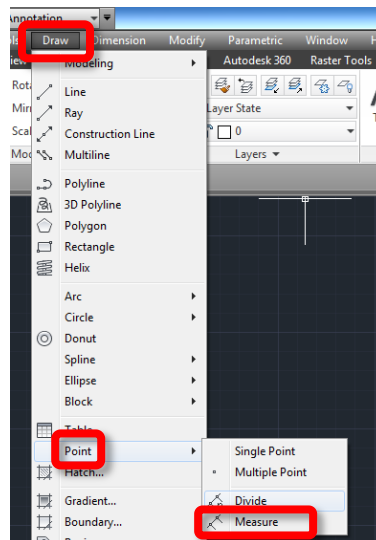 Annotation
Draw Dimension Modify Parametric Window
Autodesk 360 Raster Tools
Modeling
Line
Ray
Layer State
Construction Line
0
Multiline
Layers
Polyline
3D Polyline
Polygon
Rectangle
Helix
Arc
Circle
Donut
Spline
Ellipse
Block
Table...
Point
Single Point
Hatch...
Multiple Point
Gradient...
Divide
Boundary...
Measure